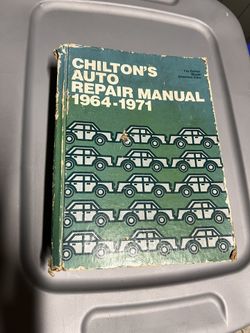 CHILTON'S
AUTO
REPAIR MANUAL
1964-1971